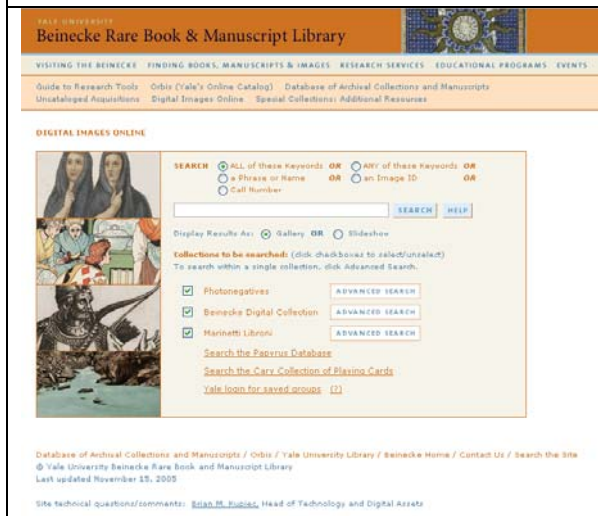 YALE UNIVERSITY
Beinecke Rare Book & Manuscript Library
VISITING THE BEINECKE FINDING BOOKS, MANUSCRIPTS & IMAGES RESEARCH SERVICES EDUCATIONAL PROGRAMS EVENTS
Guide to Research Tools Orbis (Yale's Online Catalog) Database of Archival Collections and Manuscripts
Uncataloged Acquisitions Digital Images Online Special Collections: Additional Resources
DIGITAL IMAGES ONLINE
SEARCH ALL of these Keywords OR ANY of these Keywords OR
a Phrase or Name OR an Image ID OR
Call Number
SEARCH HELP
Display Results As: Gallery OR Slideshow
Collections to be searched: (click checkboxes to select/unselect)
To search within a single collection, click Advanced Search.
Photonegatives ADVANCED SEARCH
Beinecke Digital Collection ADVANCED SEARCH
Marinetti Libroni ADVANCED SEARCH
Search the Papyrus Database
Search the Cary Collection of Playing Cards
Yale login for saved groups (?)
Database of Archival Collections and Manuscripts / Orbis / Yale University Library / Beinecke Home / Contact Us / Search the Site
© Yale University Beinecke Rare Book and Manuscript Library
Last updated November 15, 2005
Site technical questions/comments: Brian M. Kupiec, Head of Technology and Digital Assets